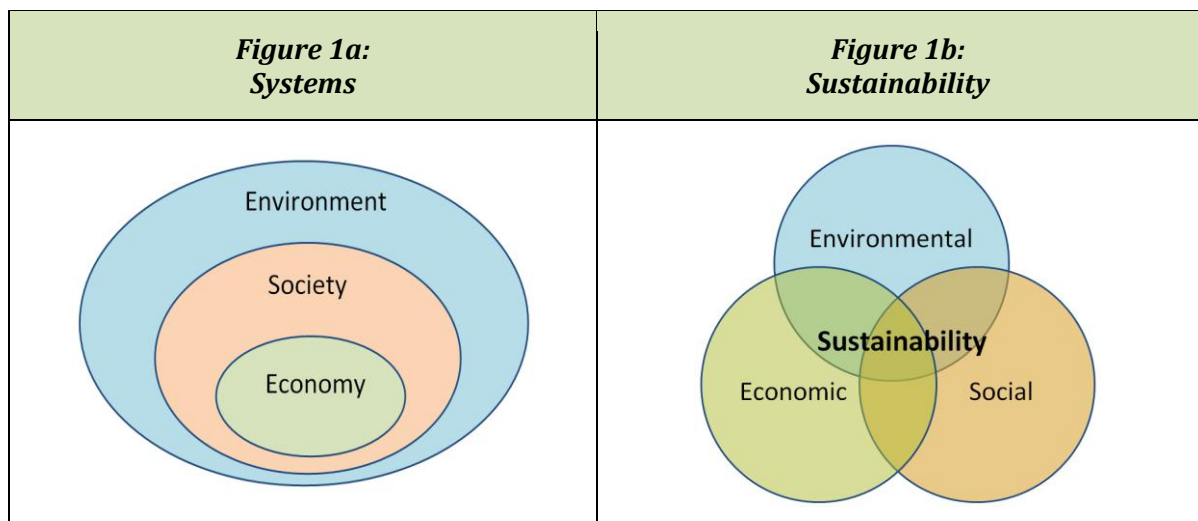 Figure 1a:
Systems
Figure 1b:
Sustainability
Environment
Society
Economy
Environmental
Sustainability
Economic
Social